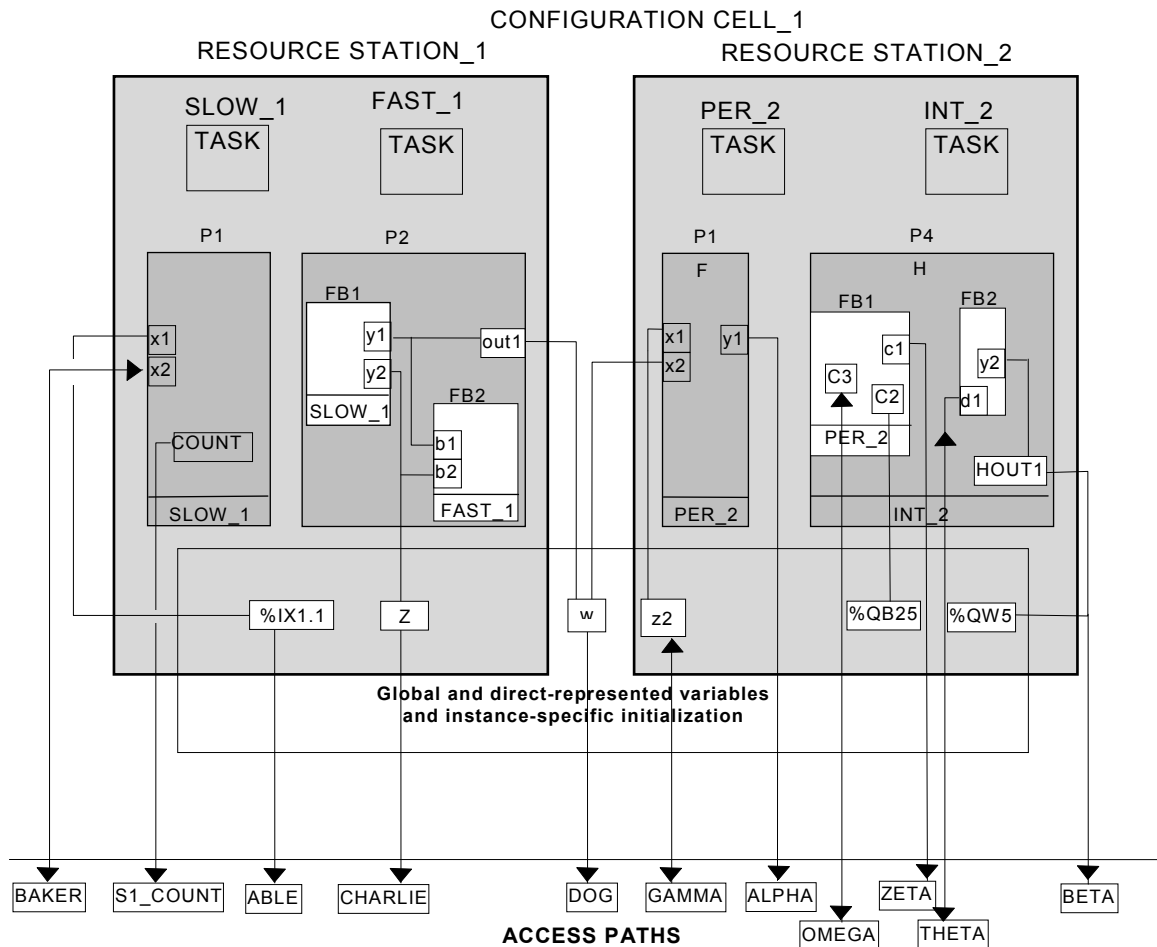 CONFIGURATION CELL_1
RESOURCE STATION_1
RESOURCE STATION_2
SLOW_1
FAST_1
PER_2
INT_2
TASK
TASK
TASK
TASK
P1
P2
P1
P4
F
H
FB1
FB1
FB2
x1
y1
out1
x1
y1
c1
y2
x2
y2
x2
C3
C2
d1
SLOW_1
FB2
COUNT
b1
PER_2
b2
HOUT1
SLOW_1
FAST_1
PER_2
INT_2
%IX1.1
Z
w
z2
%QB25
%QW5
Global and direct-represented variables
and instance-specific initialization
BAKER
S1_COUNT
ABLE
CHARLIE
DOG
GAMMA
ALPHA
ZETA
BETA
OMEGA
THETA
ACCESS PATHS